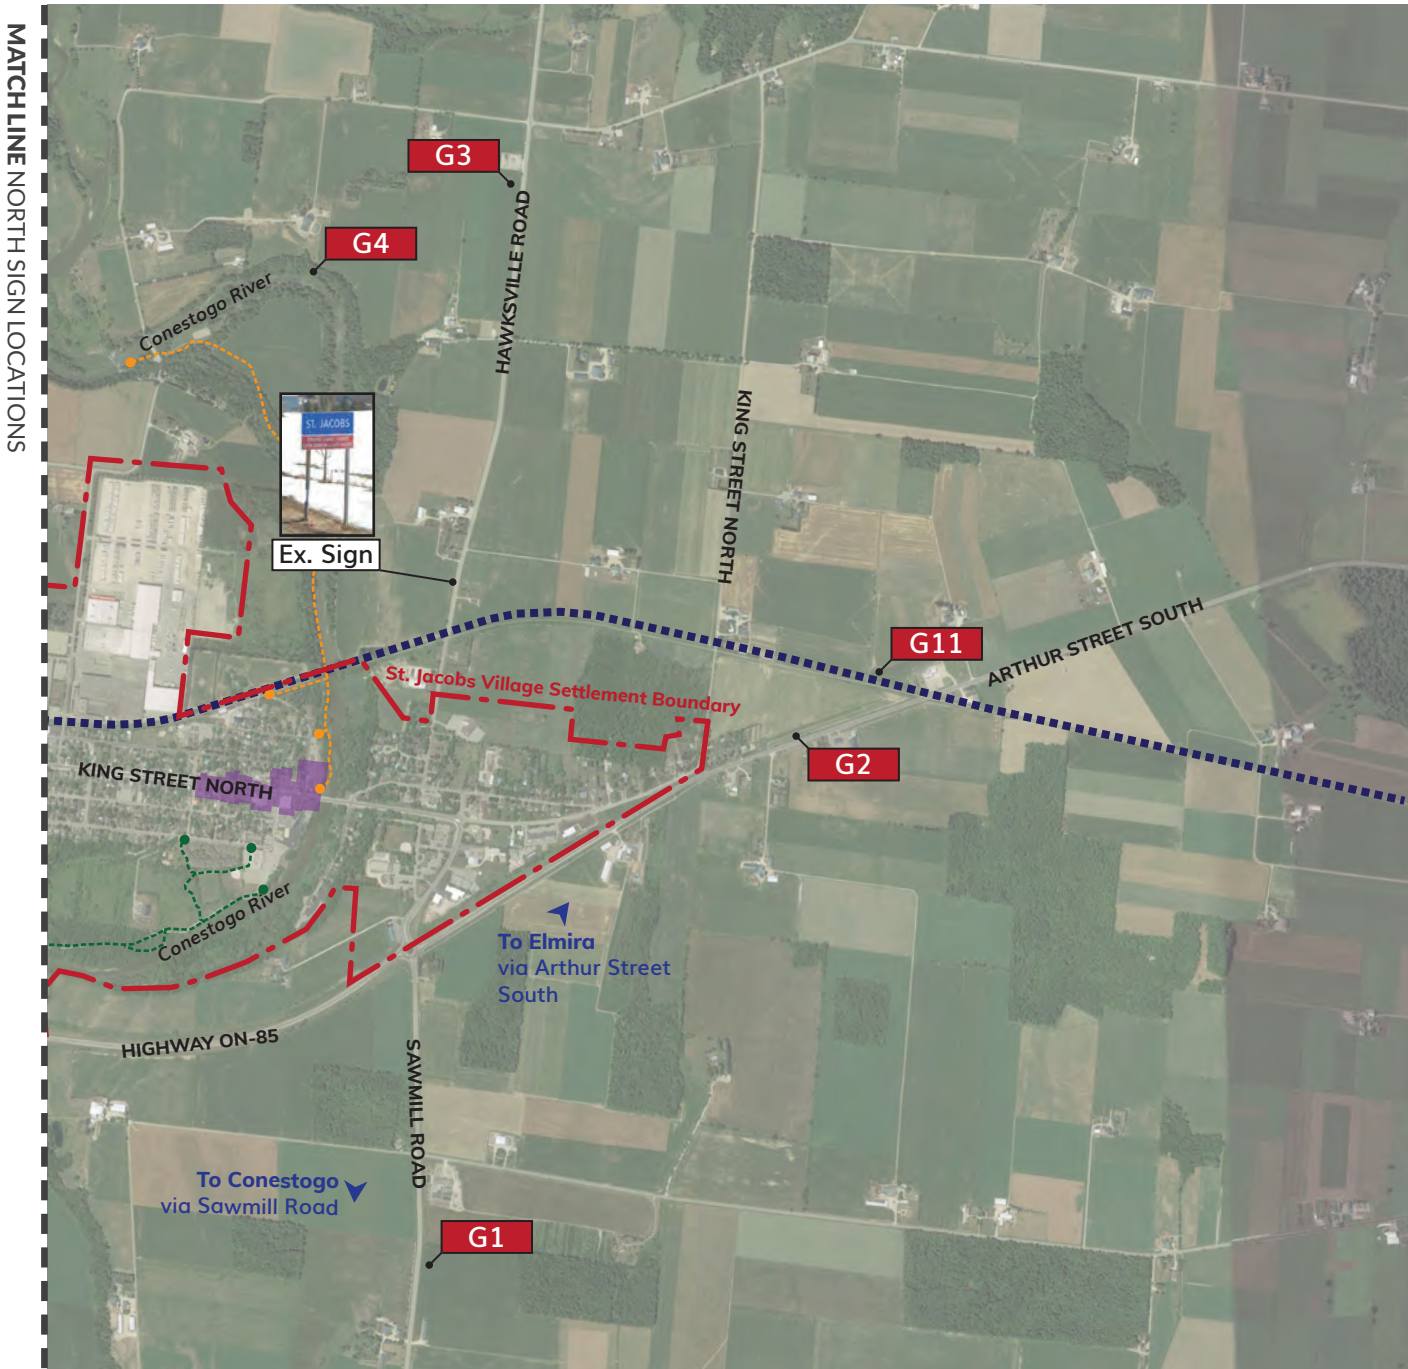 MATCH LINE NORTH SIGN LOCATIONS
G3
G4
HAWKSVILLE ROAD
Conestogo River
ST. JACOBS
Ex. Sign
KING STREET NORTH
G11
ARTHUR STREET SOUTH
St. Jacobs Village Settlement Boundary
G2
KING STREET NORTH
Conestogo River
To Elmira
via Arthur Street
South
HIGHWAY ON-85
SAWMILL ROAD
To Conestogo
via Sawmill Road
G1